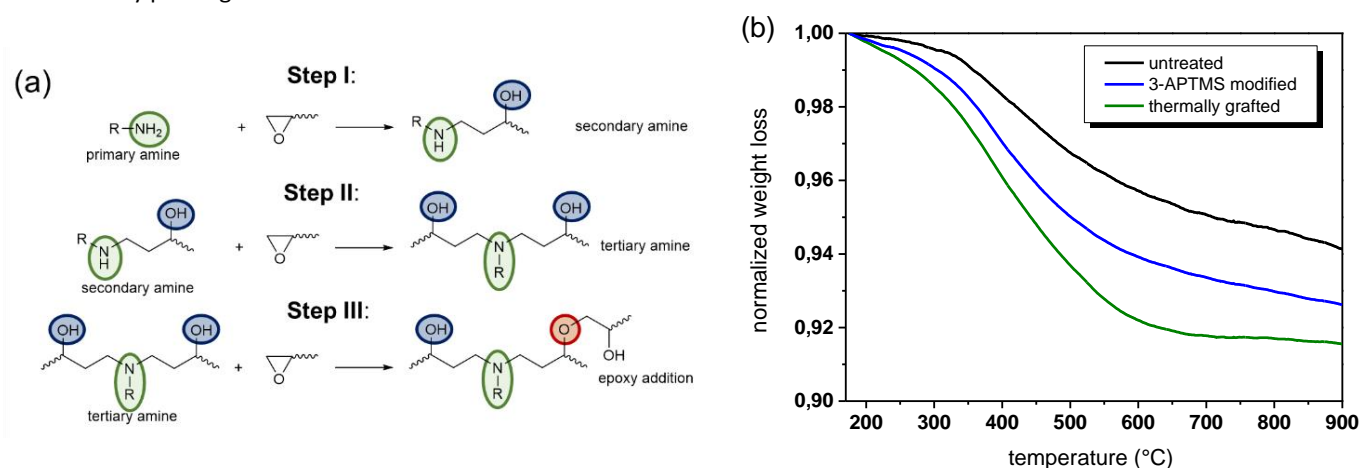 (a)
Step I:
OH
R NH2 + O R N H
primary amine
secondary amine
Step II:
OH
OH OH
R N H + O N R
secondary amine
tertiary amine
Step III:
OH OH
OH O
N R + O N R OH
tertiary amine
epoxy addition
(b)
1,00
0,98
0,96
0,94
0,92
0,90
normalized weight loss
untreated
3-APTMS modified
thermally grafted
200 300 400 500 600 700 800 900
temperature (°C)